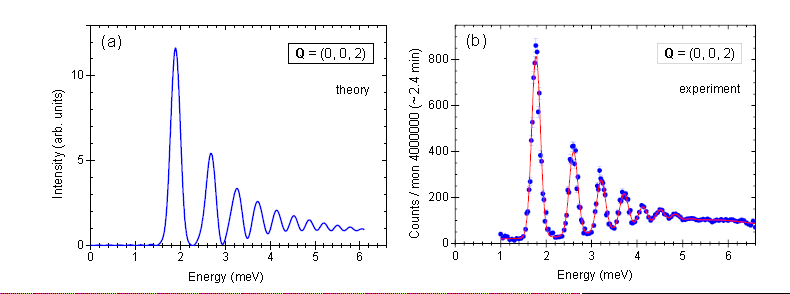 (a)
Q = (0, 0, 2)
theory
Intensity (arb. units)
10
5
0
0 1 2 3 4 5 6
Energy (meV)
(b)
Q = (0, 0, 2)
experiment
Counts / mon 4000000 (~2.4 min)
800
600
400
200
0
0 1 2 3 4 5 6
Energy (meV)